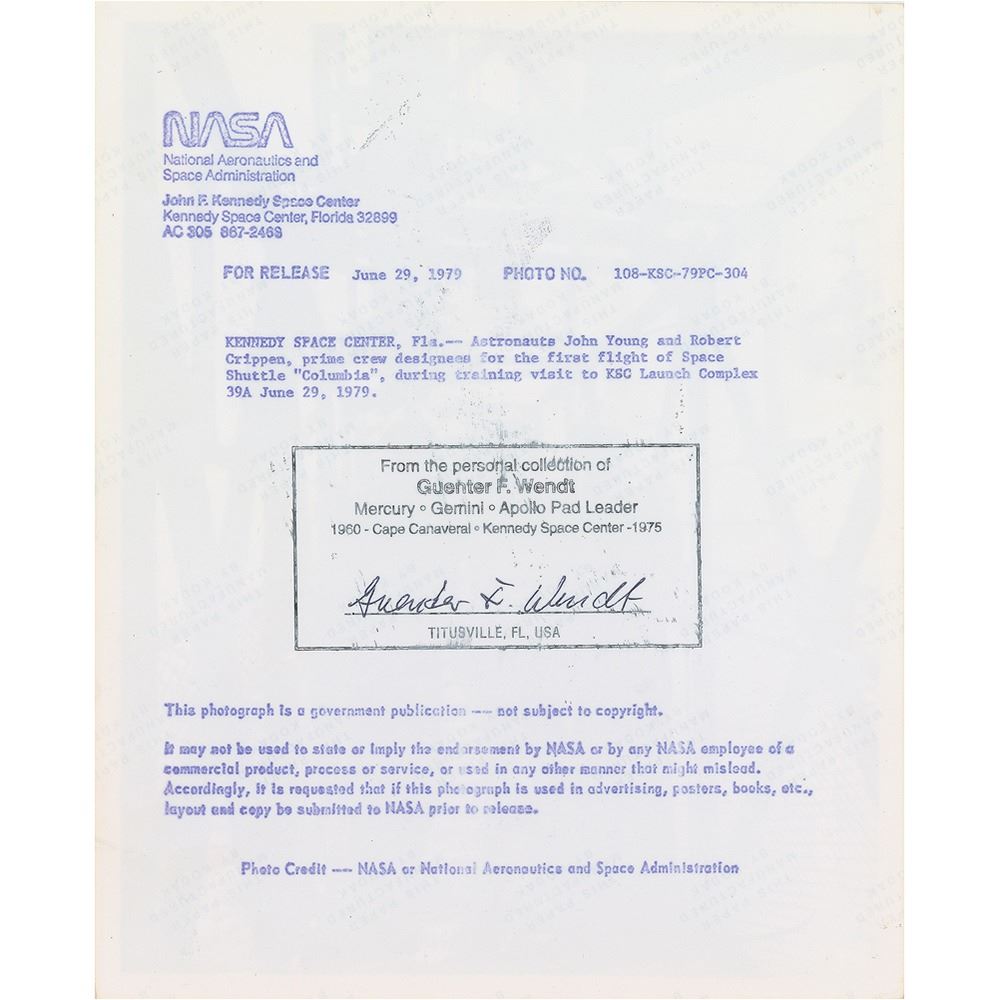 NASA
National Aeronautics and
Space Administration
John F. Kennedy Space Center
Kennedy Space Center, Florida 32899
AC 305 867-2468
FOR RELEASE June 29, 1979 PHOTO NO. 108-KSC-79PC-304
KENNEDY SPACE CENTER, Fla.-- Astronauts John Young and Robert
Crippen, prime crew designees for the first flight of Space
Shuttle "Columbia", during training visit to KSC Launch Complex
39A June 29, 1979.
From the personal collection of
Guenter F. Wendt
Mercury ◦ Gemini ◦ Apollo Pad Leader
1960 - Cape Canaveral ◦ Kennedy Space Center -1975
Guenter F. Wendt
TITUSVILLE, FL, USA
This photograph is a government publication --- not subject to copyright.
It may not be used to state or imply the endorsement by NASA or by any NASA employee of a
commercial product, process or service, or used in any other manner that might mislead.
Accordingly, it is requested that if this photograph is used in advertising, posters, books, etc.,
layout and copy be submitted to NASA prior to release.
Photo Credit --- NASA or National Aeronautics and Space Administration